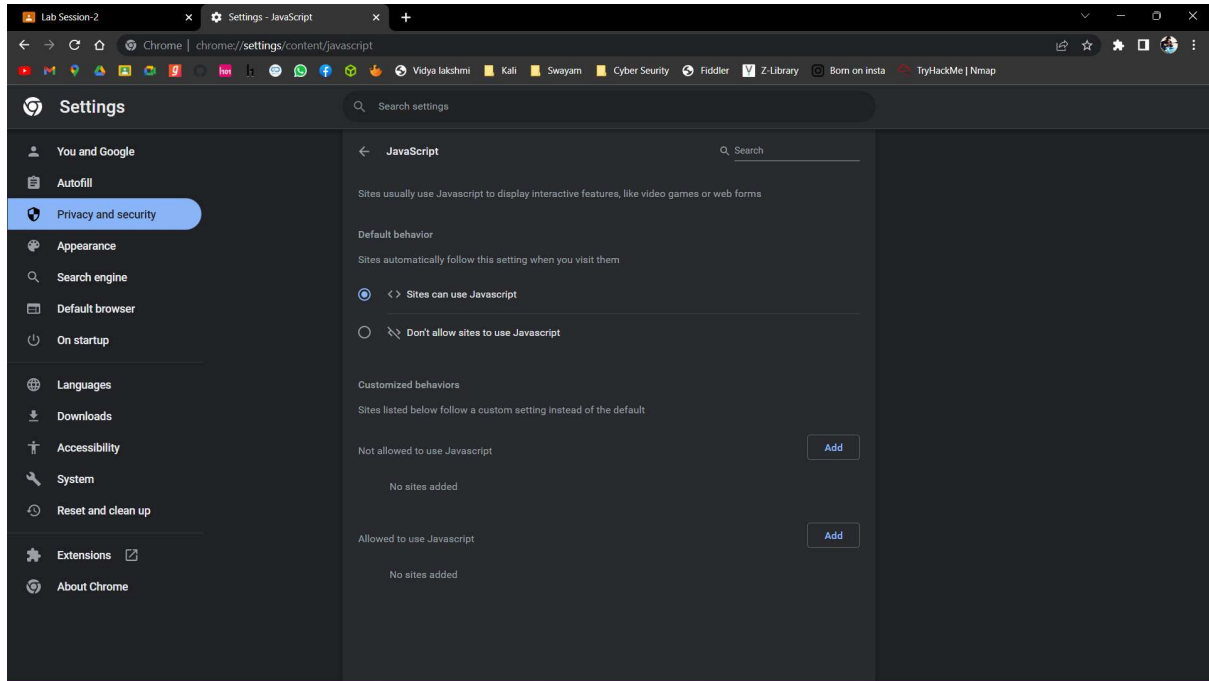 Lab Session-2
Settings - JavaScript
Chrome | chrome://settings/content/javascript
Vidya lakshmi Kali Swayam Cyber Seurity Fiddler Z-Library Born on insta TryHackMe | Nmap
Settings
Search settings
You and Google
Autofill
Privacy and security
Appearance
Search engine
Default browser
On startup
Languages
Downloads
Accessibility
System
Reset and clean up
Extensions
About Chrome
JavaScript
Search
Sites usually use Javascript to display interactive features, like video games or web forms
Default behavior
Sites automatically follow this setting when you visit them
Sites can use Javascript
Don't allow sites to use Javascript
Customized behaviors
Sites listed below follow a custom setting instead of the default
Not allowed to use Javascript
Add
No sites added
Allowed to use Javascript
Add
No sites added